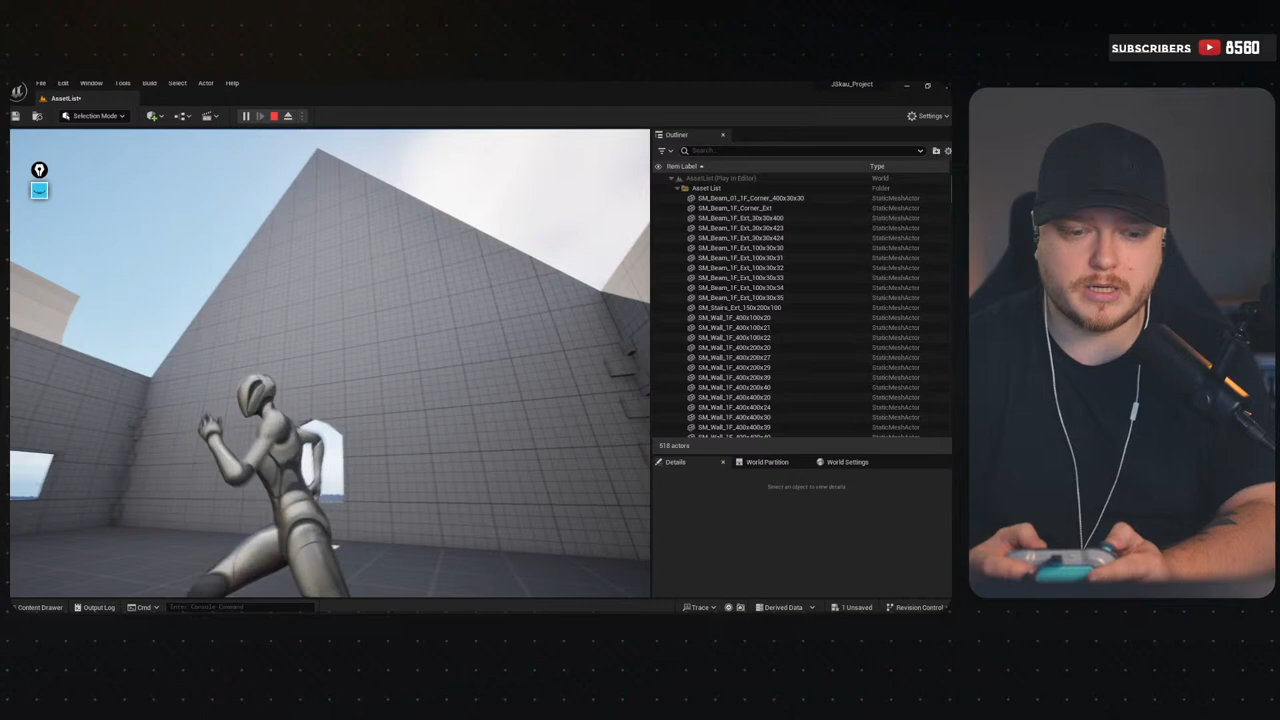 SUBSCRIBERS 8560
File Edit Window Tools Build Select Actor Help
JSkau_Project
AssetList•
Selection Mode
Settings
Outliner
Search...
Item Label Type
AssetList (Play In Editor) World
Asset List Folder
SM_Beam_01_1F_Corner_400x30x30 StaticMeshActor
SM_Beam_1F_Corner_Ext StaticMeshActor
SM_Beam_1F_Ext_30x30x400 StaticMeshActor
SM_Beam_1F_Ext_30x30x423 StaticMeshActor
SM_Beam_1F_Ext_30x30x424 StaticMeshActor
SM_Beam_1F_Ext_100x30x30 StaticMeshActor
SM_Beam_1F_Ext_100x30x31 StaticMeshActor
SM_Beam_1F_Ext_100x30x32 StaticMeshActor
SM_Beam_1F_Ext_100x30x33 StaticMeshActor
SM_Beam_1F_Ext_100x30x34 StaticMeshActor
SM_Beam_1F_Ext_100x30x35 StaticMeshActor
SM_Stairs_Ext_150x200x100 StaticMeshActor
SM_Wall_1F_400x100x20 StaticMeshActor
SM_Wall_1F_400x100x21 StaticMeshActor
SM_Wall_1F_400x100x22 StaticMeshActor
SM_Wall_1F_400x200x20 StaticMeshActor
SM_Wall_1F_400x200x27 StaticMeshActor
SM_Wall_1F_400x200x29 StaticMeshActor
SM_Wall_1F_400x200x39 StaticMeshActor
SM_Wall_1F_400x200x40 StaticMeshActor
SM_Wall_1F_400x400x20 StaticMeshActor
SM_Wall_1F_400x400x24 StaticMeshActor
SM_Wall_1F_400x400x30 StaticMeshActor
SM_Wall_1F_400x400x39 StaticMeshActor
518 actors
Details World Partition World Settings
Select an object to view details
Content Drawer Output Log Cmd Enter Console Command Trace Derived Data 1 Unsaved Revision Control